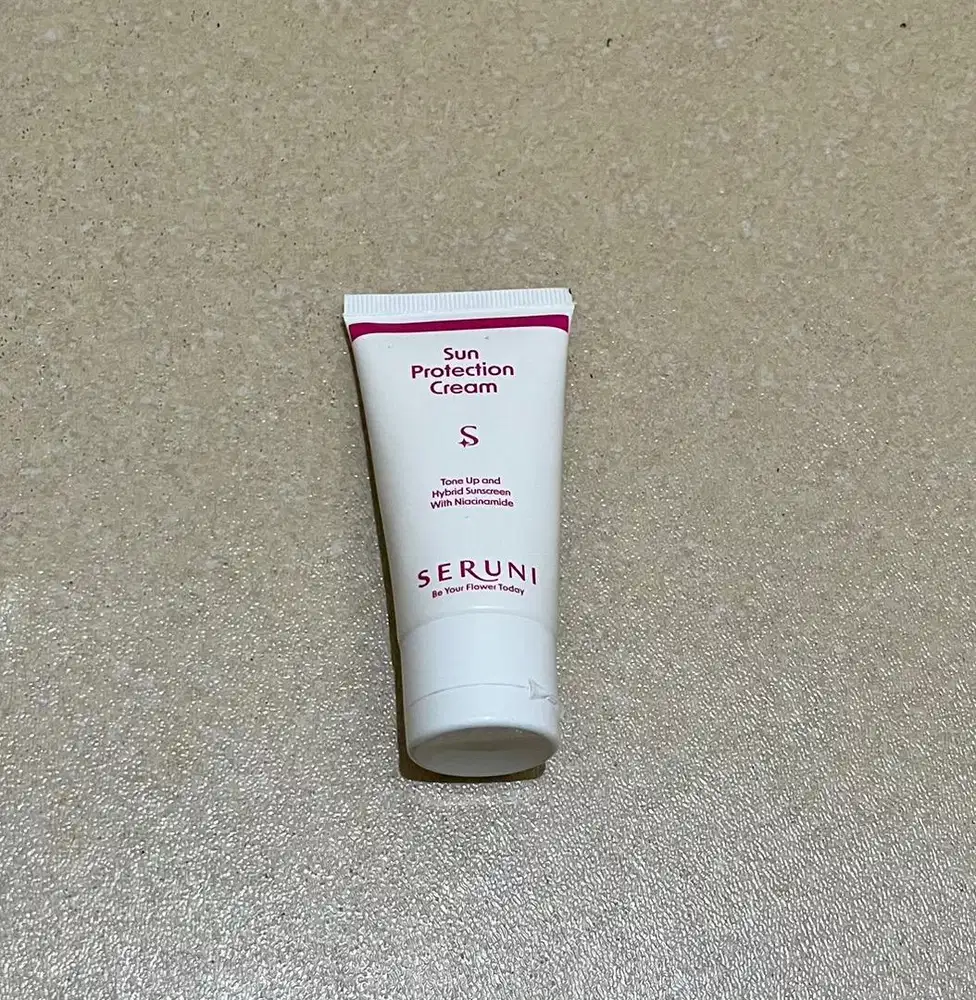 Sun
Protection
Cream
S
Tone Up and
Hybrid Sunscreen
With Niacinamide
SERUNI
Be Your Flower Today